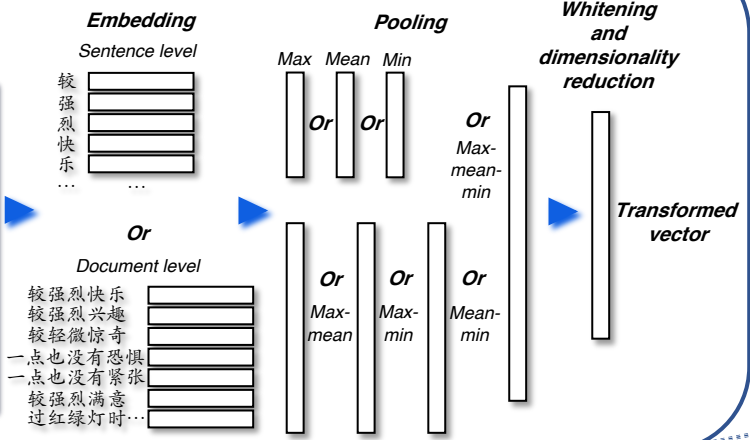 Embedding
Sentence level
较
强
烈
快
乐
… …
Or
Document level
较强烈快乐
较强烈兴趣
较轻微惊奇
一点也没有恐惧
一点也没有紧张
较强烈满意
过红绿灯时…
Pooling
Max Mean Min
Or Or
Or
Max-
mean-
min
Or
Max-
mean
Or
Max-
min
Or
Mean-
min
Whitening
and
dimensionality
reduction
Transformed
vector